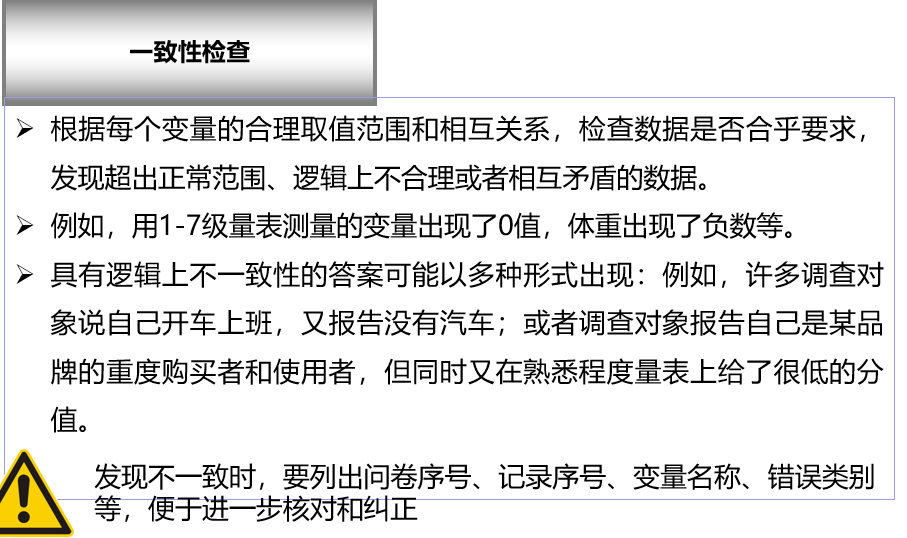 一致性检查
➢ 根据每个变量的合理取值范围和相互关系，检查数据是否合乎要求，
发现超出正常范围、逻辑上不合理或者相互矛盾的数据。
➢ 例如，用1-7级量表测量的变量出现了0值，体重出现了负数等。
➢ 具有逻辑上不一致性的答案可能以多种形式出现：例如，许多调查对
象说自己开车上班，又报告没有汽车；或者调查对象报告自己是某品
牌的重度购买者和使用者，但同时又在熟悉程度量表上给了很低的分
值。
发现不一致时，要列出问卷序号、记录序号、变量名称、错误类别
等，便于进一步核对和纠正